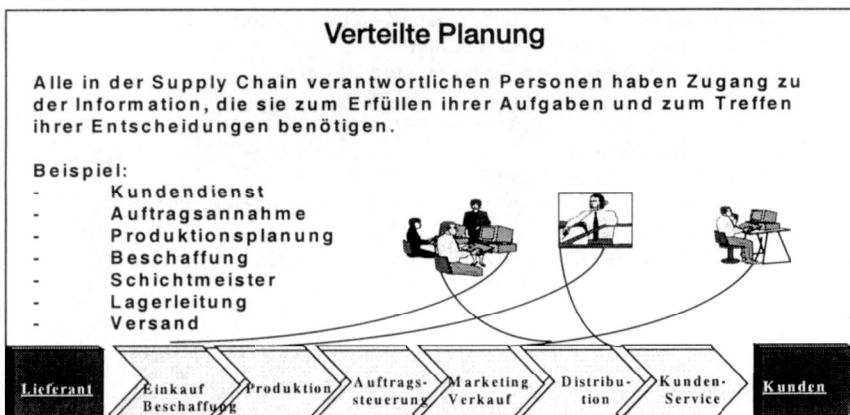 Verteilte Planung
Alle in der Supply Chain verantwortlichen Personen haben Zugang zu
der Information, die sie zum Erfüllen ihrer Aufgaben und zum Treffen
ihrer Entscheidungen benötigen.
Beispiel:
- Kundendienst
- Auftragsannahme
- Produktionsplanung
- Beschaffung
- Schichtmeister
- Lagerleitung
- Versand
Lieferant
Einkauf
Beschaffung
Produktion
Auftrags-
steuerung
Marketing
Verkauf
Distribu-
tion
Kunden-
Service
Kunden